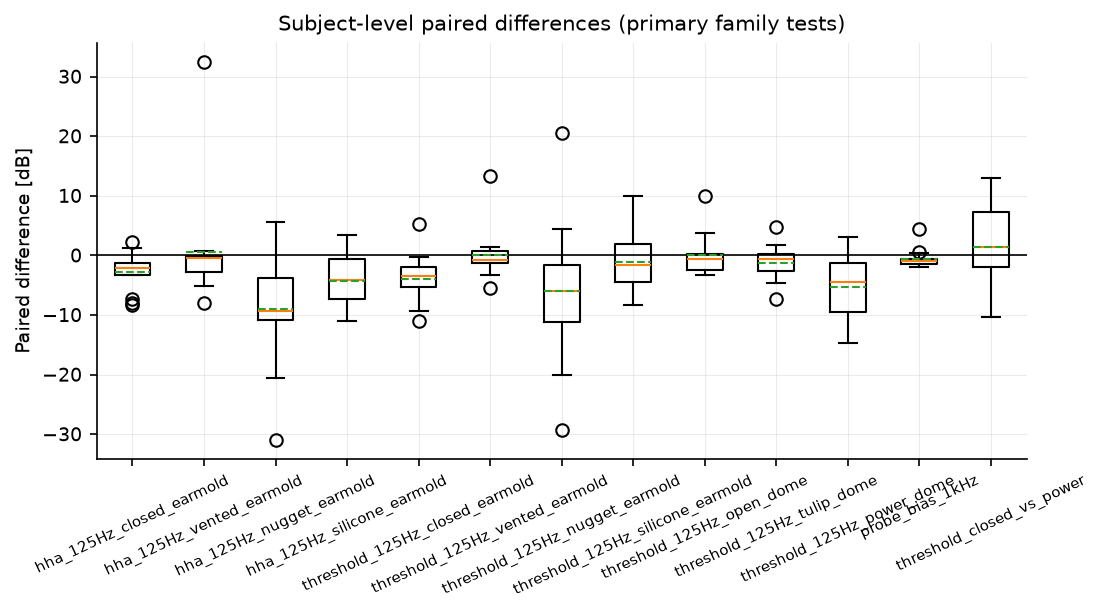 Subject-level paired differences (primary family tests)
Paired difference [dB]
30
20
10
0
−10
−20
−30
hha_125Hz_closed_earmold
hha_125Hz_vented_earmold
hha_125Hz_nugget_earmold
hha_125Hz_silicone_earmold
threshold_125Hz_closed_earmold
threshold_125Hz_vented_earmold
threshold_125Hz_nugget_earmold
threshold_125Hz_silicone_earmold
threshold_125Hz_open_dome
threshold_125Hz_tulip_dome
threshold_125Hz_power_dome
probe_bias_1kHz
threshold_closed_vs_power